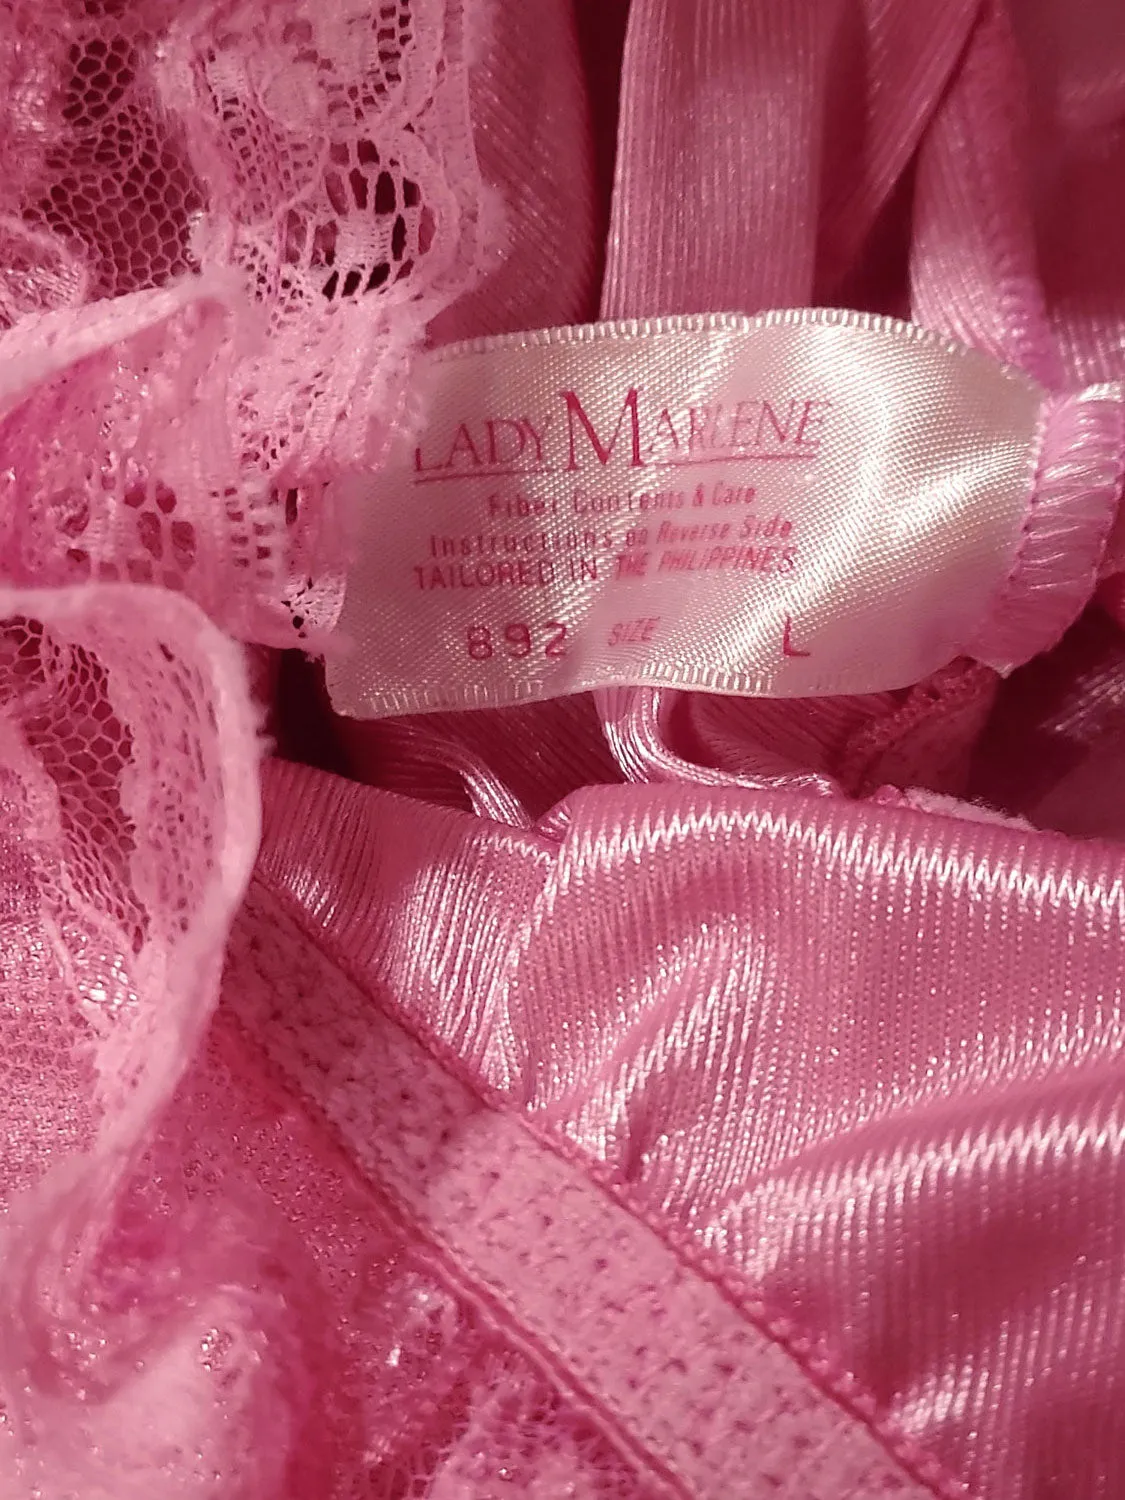 LADY MARLENE
Fiber Contents & Care
Instructions on Reverse Side
TAILORED IN THE PHILIPPINES
892 SIZE L